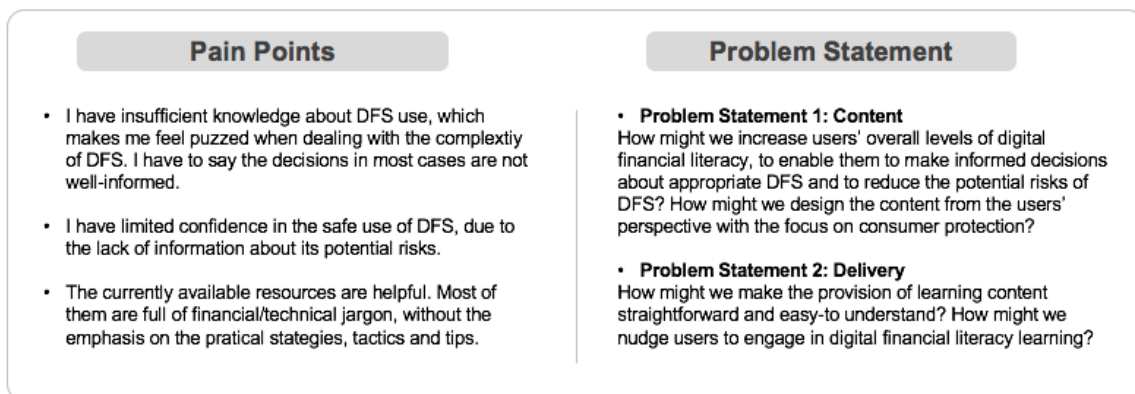 Pain Points
• I have insufficient knowledge about DFS use, which
makes me feel puzzed when dealing with the complextiy
of DFS. I have to say the decisions in most cases are not
well-informed.
• I have limited confidence in the safe use of DFS, due to
the lack of information about its potential risks.
• The currently available resources are helpful. Most of
them are full of financial/technical jargon, without the
emphasis on the pratical stategies, tactics and tips.
Problem Statement
• Problem Statement 1: Content
How might we increase users' overall levels of digital
financial literacy, to enable them to make informed decisions
about appropriate DFS and to reduce the potential risks of
DFS? How might we design the content from the users'
perspective with the focus on consumer protection?
• Problem Statement 2: Delivery
How might we make the provision of learning content
straightforward and easy-to understand? How might we
nudge users to engage in digital financial literacy learning?